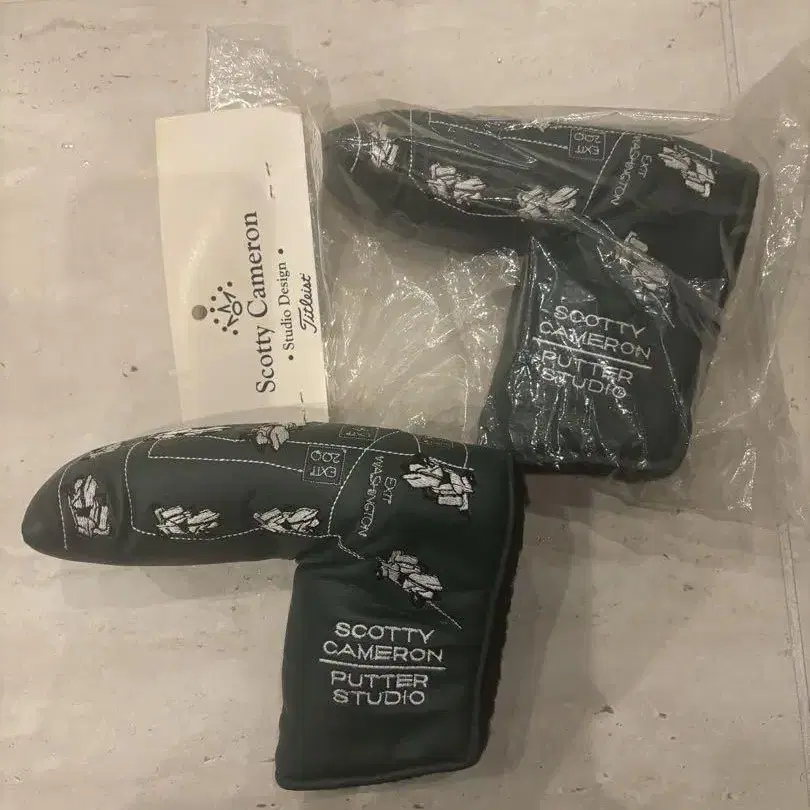 Scotty Cameron
• Studio Design •
Titleist
EXIT
200
EXIT
WASHINGTON
SCOTTY
CAMERON
PUTTER
STUDIO
EXIT
200
EXIT
WASHINGTON
SCOTTY
CAMERON
PUTTER
STUDIO